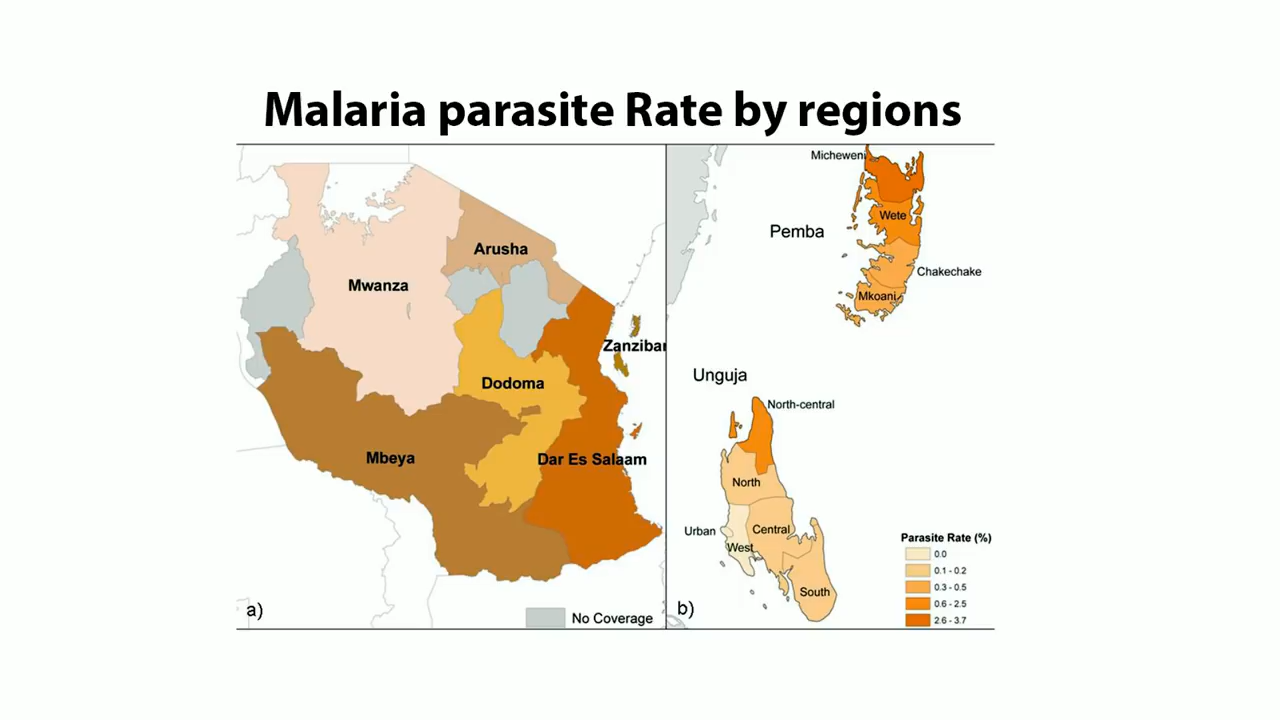 Malaria parasite Rate by regions
Micheweni
Wete
Pemba
Chakechake
Mkoani
Arusha
Mwanza
Zanzibar
Dodoma
Mbeya
Dar Es Salaam
a)
No Coverage
Unguja
North-central
North
Urban
Central
West
South
b)
Parasite Rate (%)
0.0
0.1 - 0.2
0.3 - 0.5
0.6 - 2.5
2.6 - 3.7